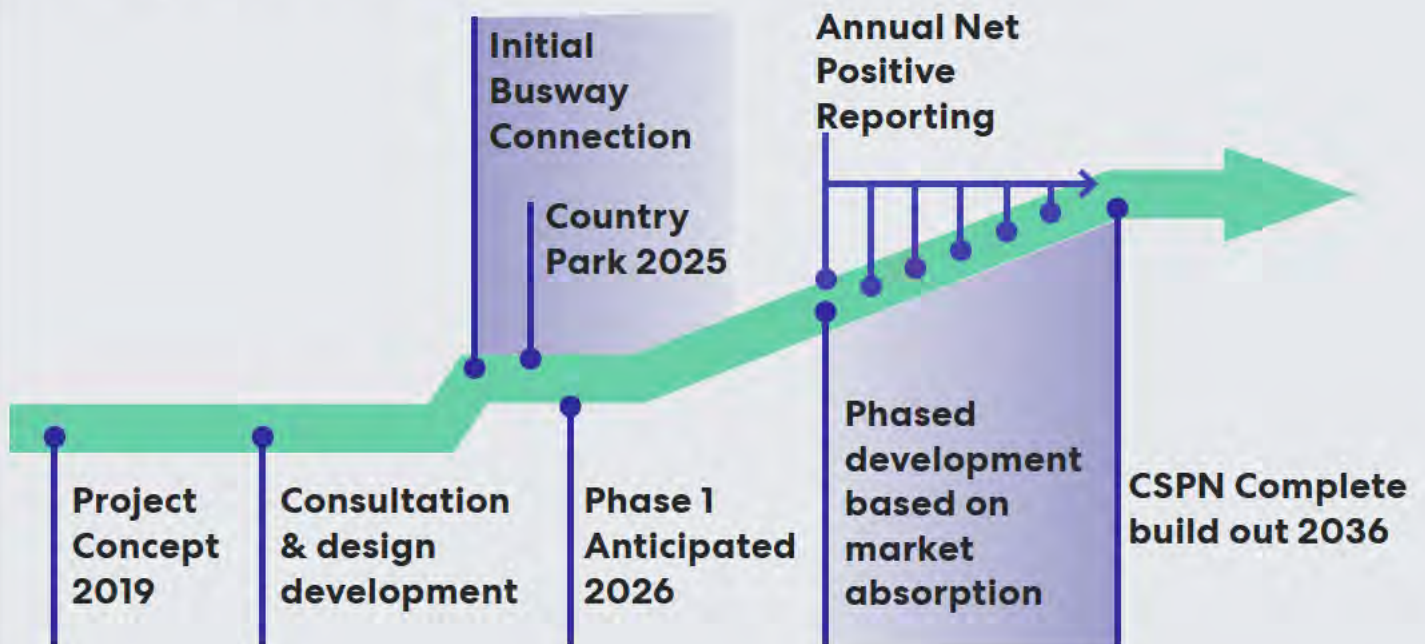 Initial
Busway
Connection
Country
Park 2025
Annual Net
Positive
Reporting
Project
Concept
2019
Consultation
& design
development
Phase 1
Anticipated
2026
Phased
development
based on
market
absorption
CSPN Complete
build out 2036